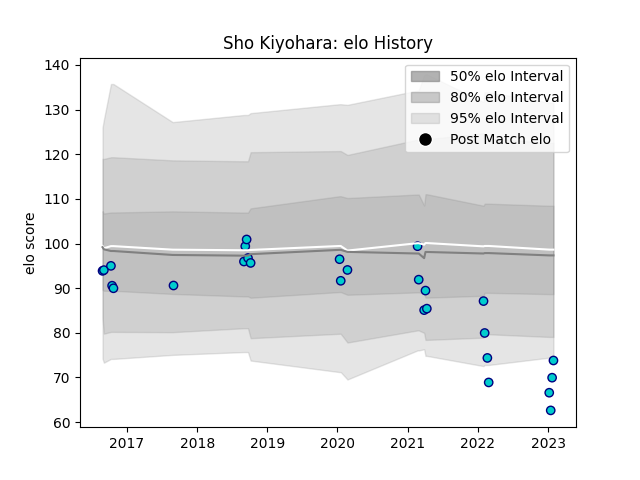 Sho Kiyohara: elo History
140
130
120
110
100
90
80
70
60
elo score
50% elo Interval
80% elo Interval
95% elo Interval
Post Match elo
2017 2018 2019 2020 2021 2022 2023